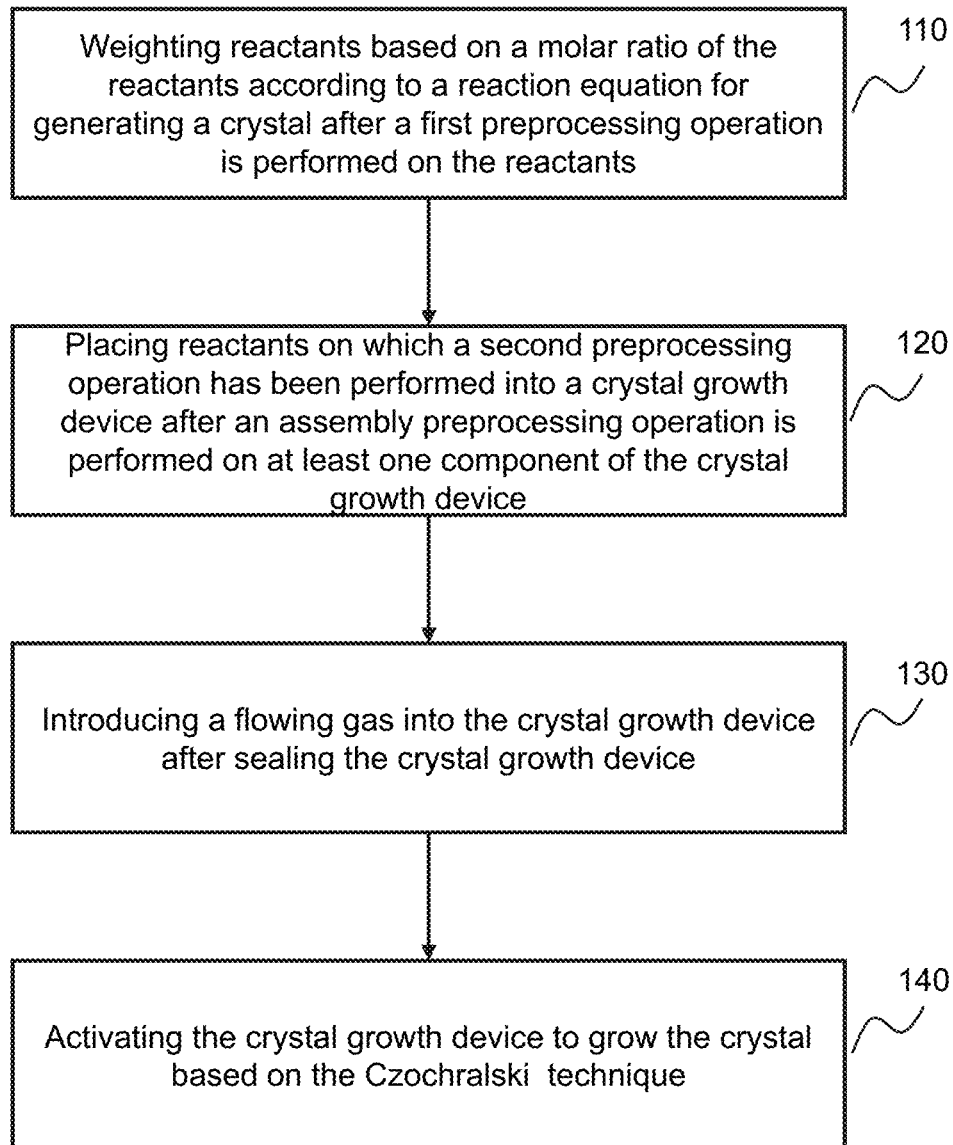 Weighting reactants based on a molar ratio of the
reactants according to a reaction equation for
generating a crystal after a first preprocessing operation
is performed on the reactants
110
Placing reactants on which a second preprocessing
operation has been performed into a crystal growth
device after an assembly preprocessing operation is
performed on at least one component of the crystal
growth device
120
Introducing a flowing gas into the crystal growth device
after sealing the crystal growth device
130
Activating the crystal growth device to grow the crystal
based on the Czochralski technique
140